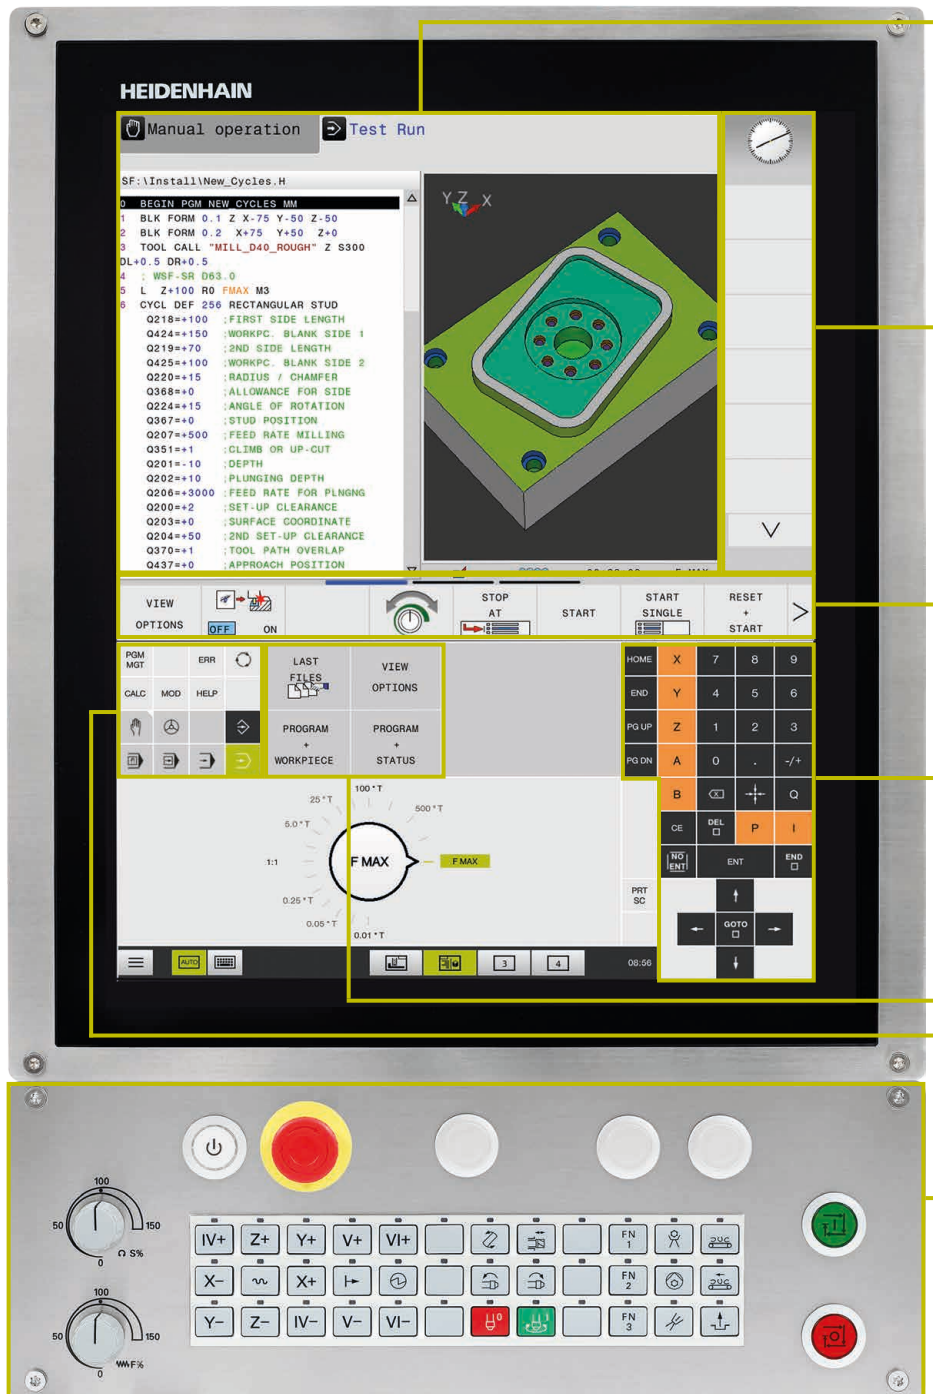 HEIDENHAIN
Manual operation
Test Run
SF:\Install\New_Cycles.H
0 BEGIN PGM NEW_CYCLES MM
1 BLK FORM 0.1 Z X-75 Y-50 Z-50
2 BLK FORM 0.2 X+75 Y+50 Z+0
3 TOOL CALL "MILL_D40_ROUGH" Z S300
DL+0.5 DR+0.5
4 ; WSF-SR D63.0
5 L Z+100 R0 FMAX M3
6 CYCL DEF 256 RECTANGULAR STUD
Q218=+100 ;FIRST SIDE LENGTH
Q424=+150 ;WORKPC. BLANK SIDE 1
Q219=+70 ;2ND SIDE LENGTH
Q425=+100 ;WORKPC. BLANK SIDE 2
Q220=+15 ;RADIUS / CHAMFER
Q368=+0 ;ALLOWANCE FOR SIDE
Q224=+15 ;ANGLE OF ROTATION
Q367=+0 ;STUD POSITION
Q207=+500 ;FEED RATE MILLING
Q351=+1 ;CLIMB OR UP-CUT
Q201=-10 ;DEPTH
Q202=+10 ;PLUNGING DEPTH
Q206=+3000 ;FEED RATE FOR PLNGNG
Q200=+2 ;SET-UP CLEARANCE
Q203=+0 ;SURFACE COORDINATE
Q204=+50 ;2ND SET-UP CLEARANCE
Q370=+1 ;TOOL PATH OVERLAP
Q437=+0 ;APPROACH POSITION
Y Z X
VIEW
OPTIONS
OFF ON
STOP
AT
START
START
SINGLE
RESET
+
START
PGM
MGT
ERR
CALC MOD HELP
LAST
FILES
VIEW
OPTIONS
PROGRAM
+
WORKPIECE
PROGRAM
+
STATUS
HOME X 7 8 9
END Y 4 5 6
PG UP Z 1 2 3
PG DN A 0 . -/+
B Q
CE DEL P I
NO
ENT
ENT
END
PRT
SC
GOTO
100 *T
25 *T
500 *T
5.0 *T
1:1
F MAX
F MAX
0.25 *T
0.05 *T
0.01 *T
AUTO
3
4
08:56
100
50 150
0
S%
100
50 150
0
F%
IV+ Z+ Y+ V+ VI+ FN 1
X− X+ FN 2
Y− Z− IV− V− VI− FN 3